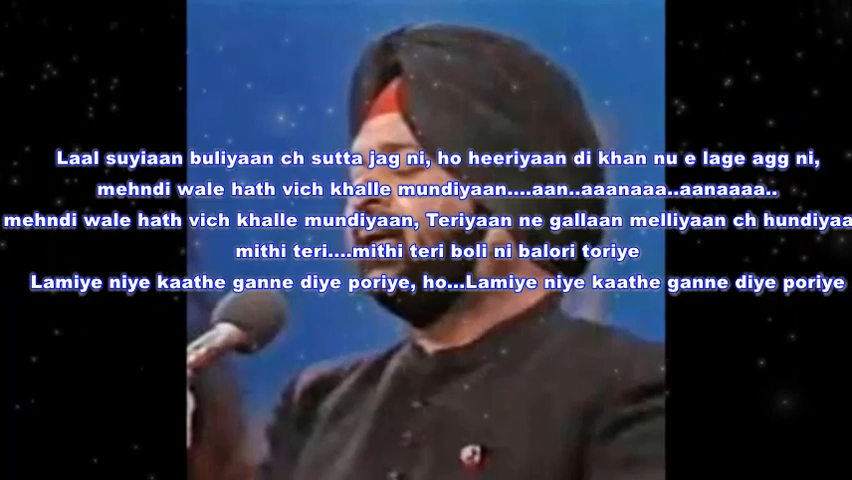 Laal suyiaan buliyaan ch sutta jag ni, ho heeriyaan di khan nu e lage agg ni,
mehndi wale hath vich khalle mundiyaan....aan..aaanaaa..aanaaaa..
mehndi wale hath vich khalle mundiyaan, Teriyaan ne gallaan melliyaan ch hundiyaa
mithi teri....mithi teri boli ni balori toriye
Lamiye niye kaathe ganne diye poriye, ho...Lamiye niye kaathe ganne diye poriye